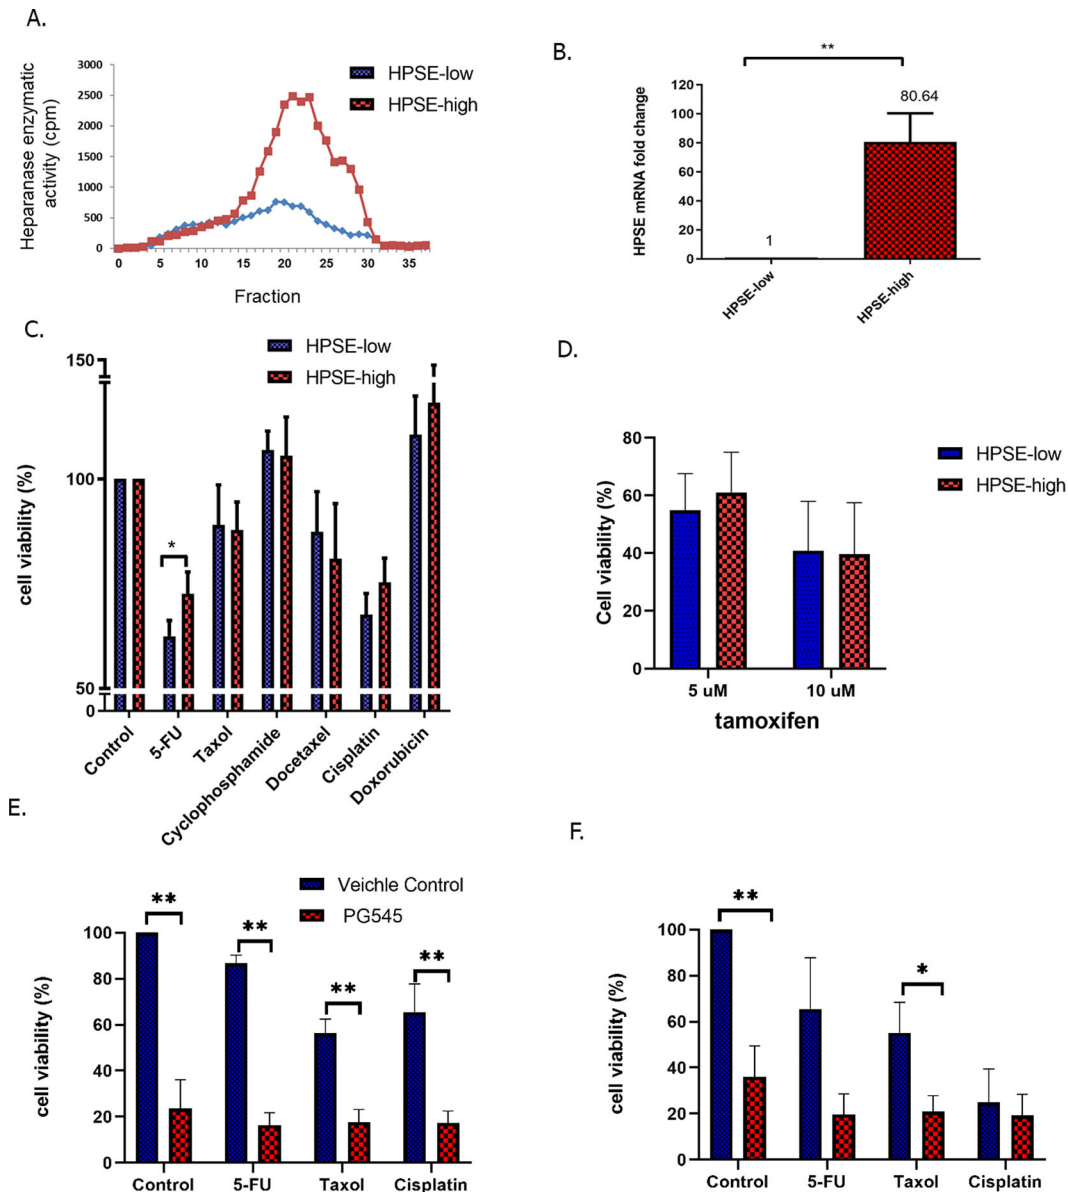 A.
Heparanase enzymatic
activity (cpm)
3000
2500
2000
1500
1000
500
0
0 5 10 15 20 25 30 35
Fraction
HPSE-low
HPSE-high
B.
**
HPSE mRNA fold change
120
100
80
60
40
20
0
1
80.64
HPSE-low
HPSE-high
C.
HPSE-low
HPSE-high
cell viability (%)
150
100
50
0
*
Control
5-FU
Taxol
Cyclophosphamide
Docetaxel
Cisplatin
Doxorubicin
D.
Cell viability (%)
80
60
40
20
0
5 uM 10 uM
tamoxifen
HPSE-low
HPSE-high
E.
Veichle Control
PG545
cell viability (%)
100
80
60
40
20
0
**
**
**
**
Control 5-FU Taxol Cisplatin
F.
cell viability (%)
100
80
60
40
20
0
**
*
Control 5-FU Taxol Cisplatin